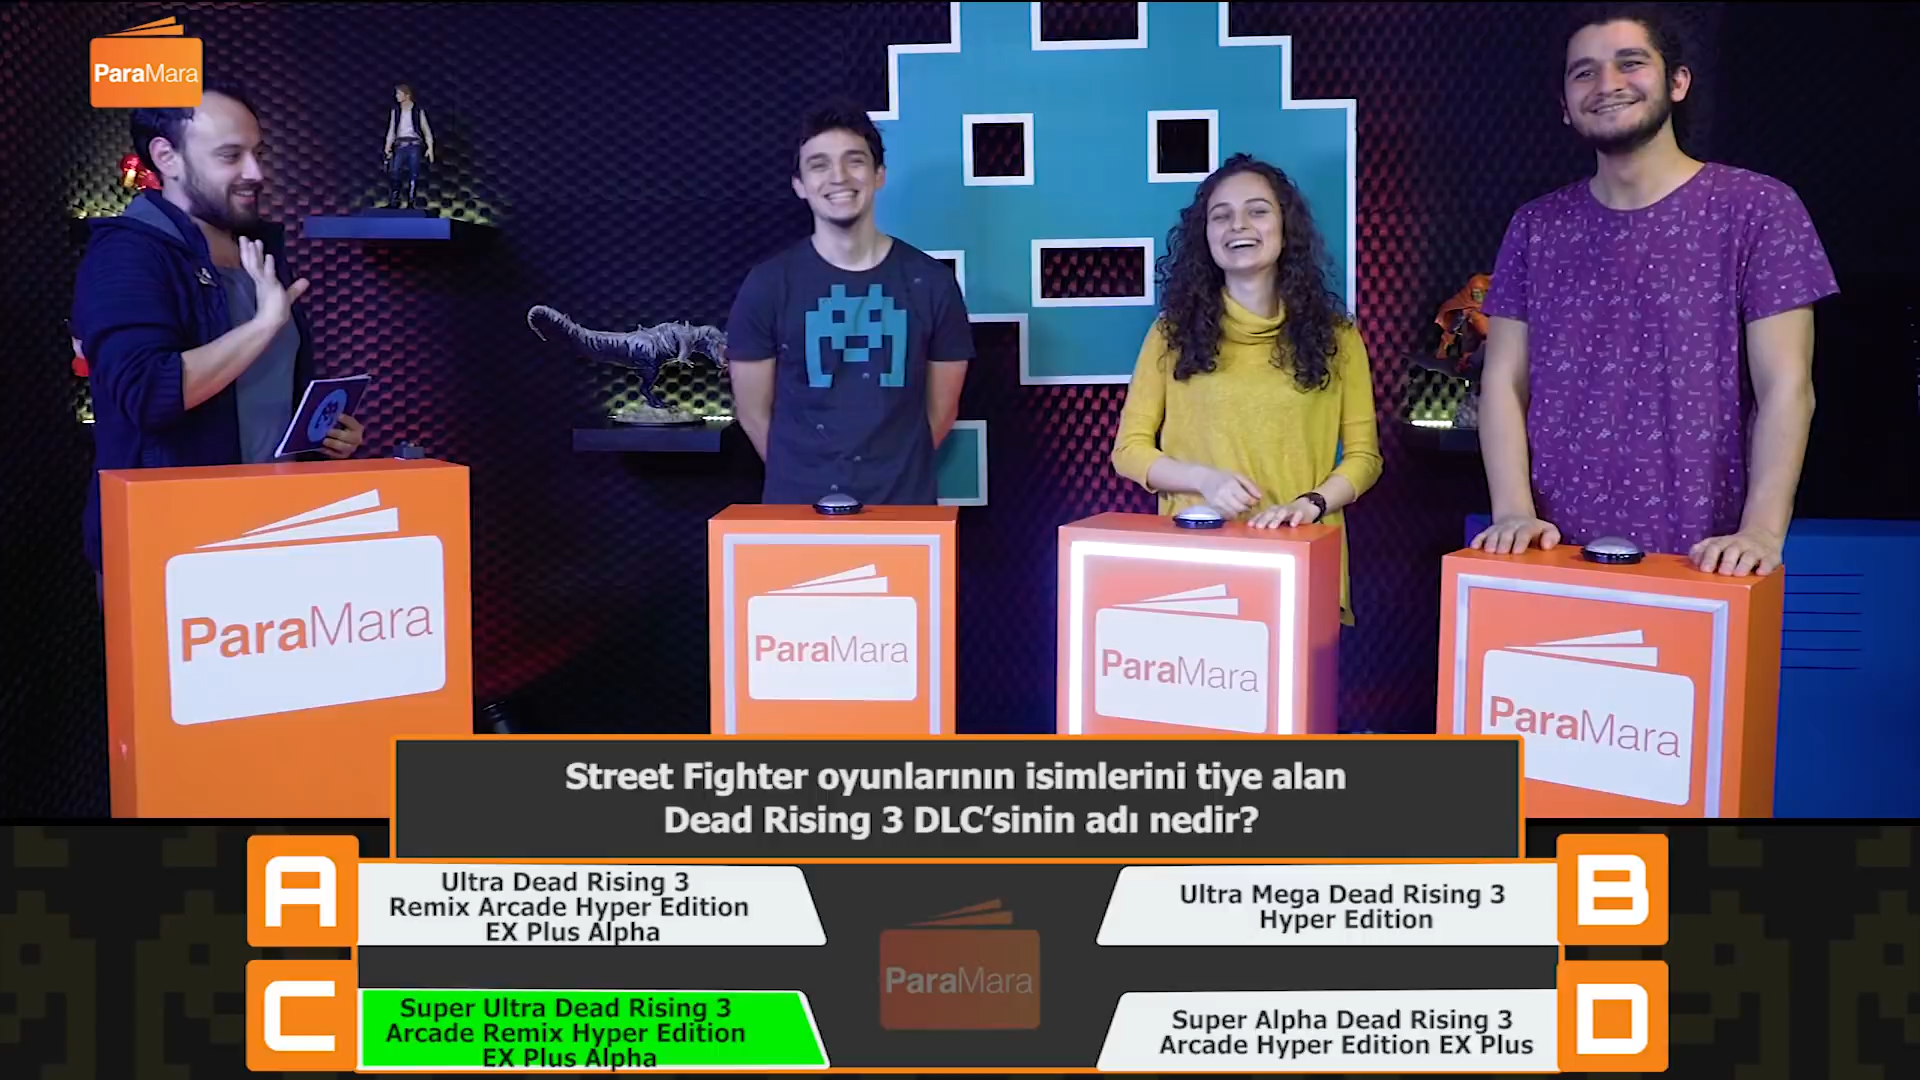 ParaMara
ParaMara
ParaMara
ParaMara
ParaMara
Street Fighter oyunlarının isimlerini tiye alan
Dead Rising 3 DLC’sinin adı nedir?
A
Ultra Dead Rising 3
Remix Arcade Hyper Edition
EX Plus Alpha
B
Ultra Mega Dead Rising 3
Hyper Edition
C
Super Ultra Dead Rising 3
Arcade Remix Hyper Edition
EX Plus Alpha
D
Super Alpha Dead Rising 3
Arcade Hyper Edition EX Plus
ParaMara